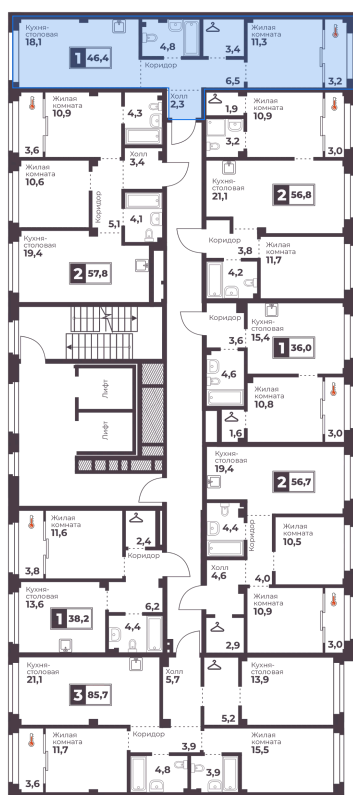 Кухня-
столовая
18,1
1 46,4
4,8
3,4
11,3
Коридор
6,5
3,2
Холл
2,3
Жилая
комната
10,9
4,3
3,6
Холл
3,4
10,6
Коридор
5,1
4,1
Кухня-
столовая
19,4
2 57,8
1,9
Жилая
комната
10,9
3,2
3,0
Кухня-
столовая
21,1
2 56,8
Коридор
3,8
Жилая
комната
11,7
4,2
Коридор
3,6
Кухня-
столовая
15,4
1 36,0
4,6
Жилая
комната
10,8
1,6
3,0
Лифт
Лифт
Кухня-
столовая
19,4
2 56,7
4,4
Коридор
10,5
Холл
4,6
4,0
Жилая
комната
10,9
2,9
3,0
Жилая
комната
11,6
2,4
3,8
Коридор
6,2
Кухня-
столовая
13,6
1 38,2
4,4
Кухня-
столовая
21,1
3 85,7
Холл
5,7
5,2
Жилая
комната
13,9
Жилая
комната
11,7
Коридор
3,9
3,6
4,8
3,9
Жилая
комната
15,5